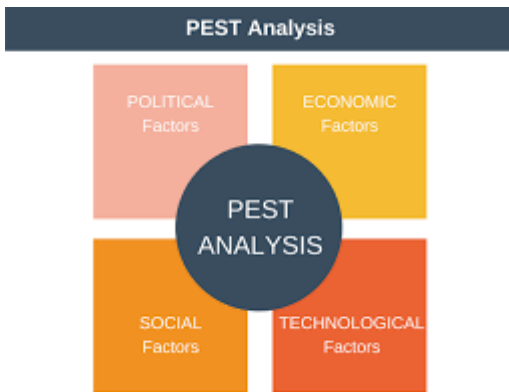 PEST Analysis
POLITICAL
Factors
ECONOMIC
Factors
PEST
ANALYSIS
SOCIAL
Factors
TECHNOLOGICAL
Factors